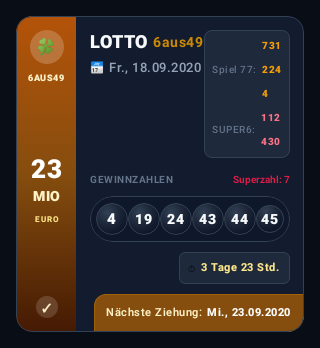 6AUS49
23
MIO
EURO
LOTTO 6aus49
Fr., 18.09.2020
Spiel 77: 731 224 4
SUPER6: 112 430
GEWINNZAHLEN Superzahl: 7
4 19 24 43 44 45
3 Tage 23 Std.
Nächste Ziehung: Mi., 23.09.2020